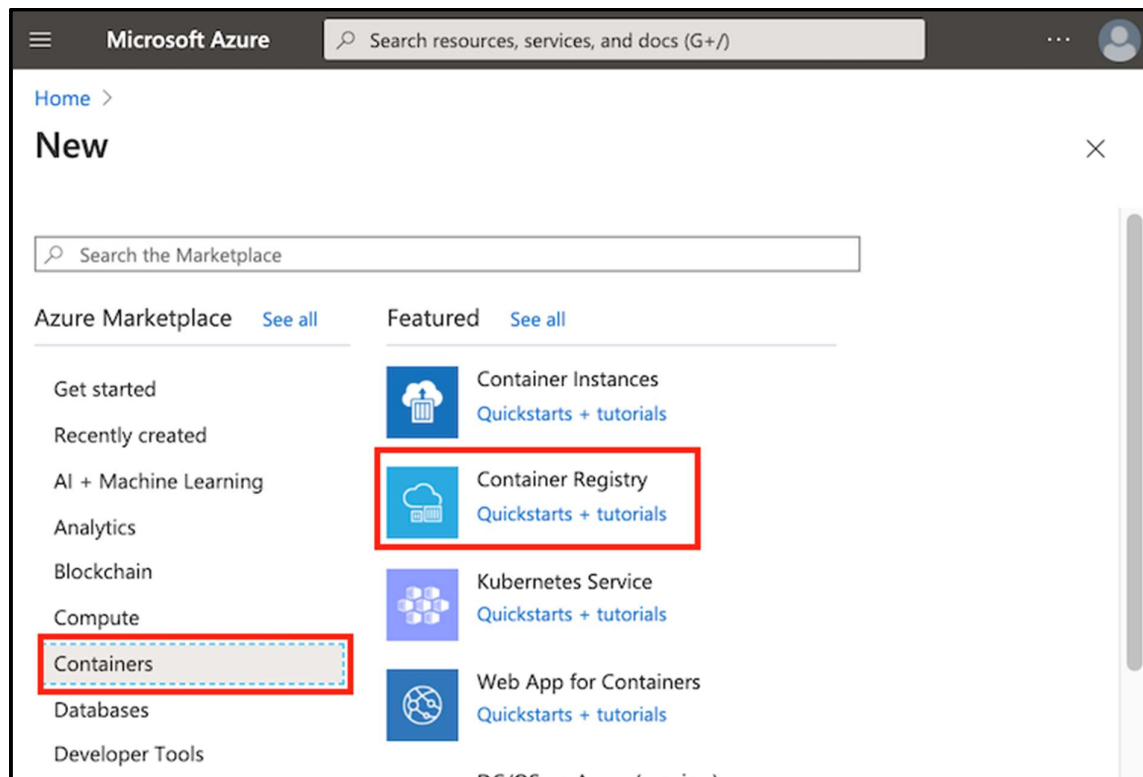 Microsoft Azure
Search resources, services, and docs (G+/)
Home >
New
Search the Marketplace
Azure Marketplace See all
Get started
Recently created
AI + Machine Learning
Analytics
Blockchain
Compute
Containers
Databases
Developer Tools
Featured See all
Container Instances
Quickstarts + tutorials
Container Registry
Quickstarts + tutorials
Kubernetes Service
Quickstarts + tutorials
Web App for Containers
Quickstarts + tutorials